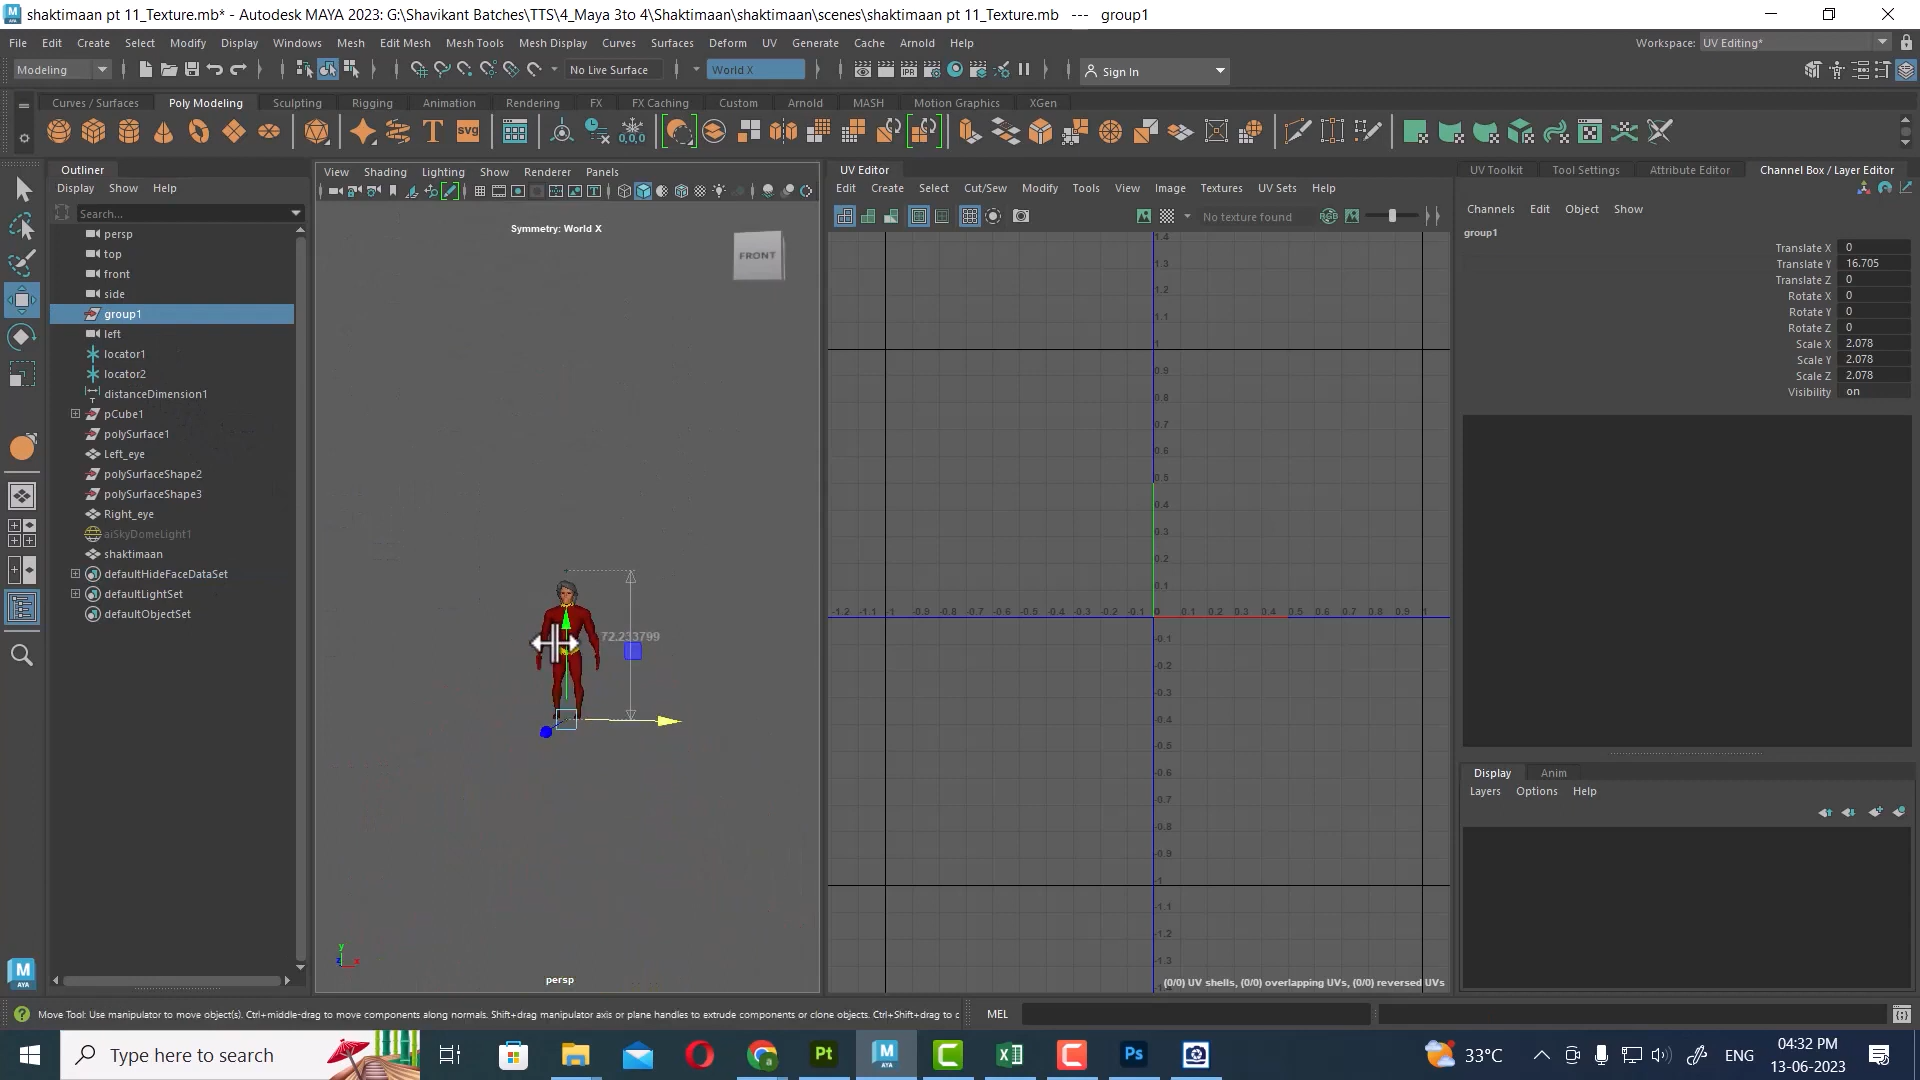 shaktimaan pt 11_Texture.mb* - Autodesk MAYA 2023: G:\Shavikant Batches\TTS\4_Maya 3to 4\Shaktimaan\shaktimaan\scenes\shaktimaan pt 11_Texture.mb --- group1
File Edit Create Select Modify Display Windows Mesh Edit Mesh Mesh Tools Mesh Display Curves Surfaces Deform UV Generate Cache Arnold Help
Workspace: UV Editing*
Modeling
No Live Surface
World X
Sign In
Curves / Surfaces Poly Modeling Sculpting Rigging Animation Rendering FX FX Caching Custom Arnold MASH Motion Graphics XGen
Outliner
Display Show Help
Search...
persp
top
front
side
group1
left
locator1
locator2
distanceDimension1
pCube1
polySurface1
Left_eye
polySurfaceShape2
polySurfaceShape3
Right_eye
aiSkyDomeLight1
shaktimaan
defaultHideFaceDataSet
defaultLightSet
defaultObjectSet
View Shading Lighting Show Renderer Panels
Symmetry: World X
FRONT
72.233799
persp
UV Editor
Edit Create Select Cut/Sew Modify Tools View Image Textures UV Sets Help
No texture found
1.4
1.3
1.2
1.1
1
0.9
0.8
0.7
0.6
0.5
0.4
0.3
0.2
0.1
-1.2 -1.1 -1 -0.9 -0.8 -0.7 -0.6 -0.5 -0.4 -0.3 -0.2 -0.1 0 0.1 0.2 0.3 0.4 0.5 0.6 0.7 0.8 0.9 1
-0.1
-0.2
-0.3
-0.4
-0.5
-0.6
-0.7
-0.8
-0.9
-1
-1.1
-1.2
-1.3
(0/0) UV shells, (0/0) overlapping UVs, (0/0) reversed UVs
UV Toolkit Tool Settings Attribute Editor Channel Box / Layer Editor
Channels Edit Object Show
group1
Translate X 0
Translate Y 16.705
Translate Z 0
Rotate X 0
Rotate Y 0
Rotate Z 0
Scale X 2.078
Scale Y 2.078
Scale Z 2.078
Visibility on
Display Anim
Layers Options Help
Move Tool: Use manipulator to move object(s). Ctrl+middle-drag to move components along normals. Shift+drag manipulator axis or plane handles to extrude components or clone objects. Ctrl+Shift+drag to c
MEL
Type here to search
33°C
ENG
04:32 PM
13-06-2023